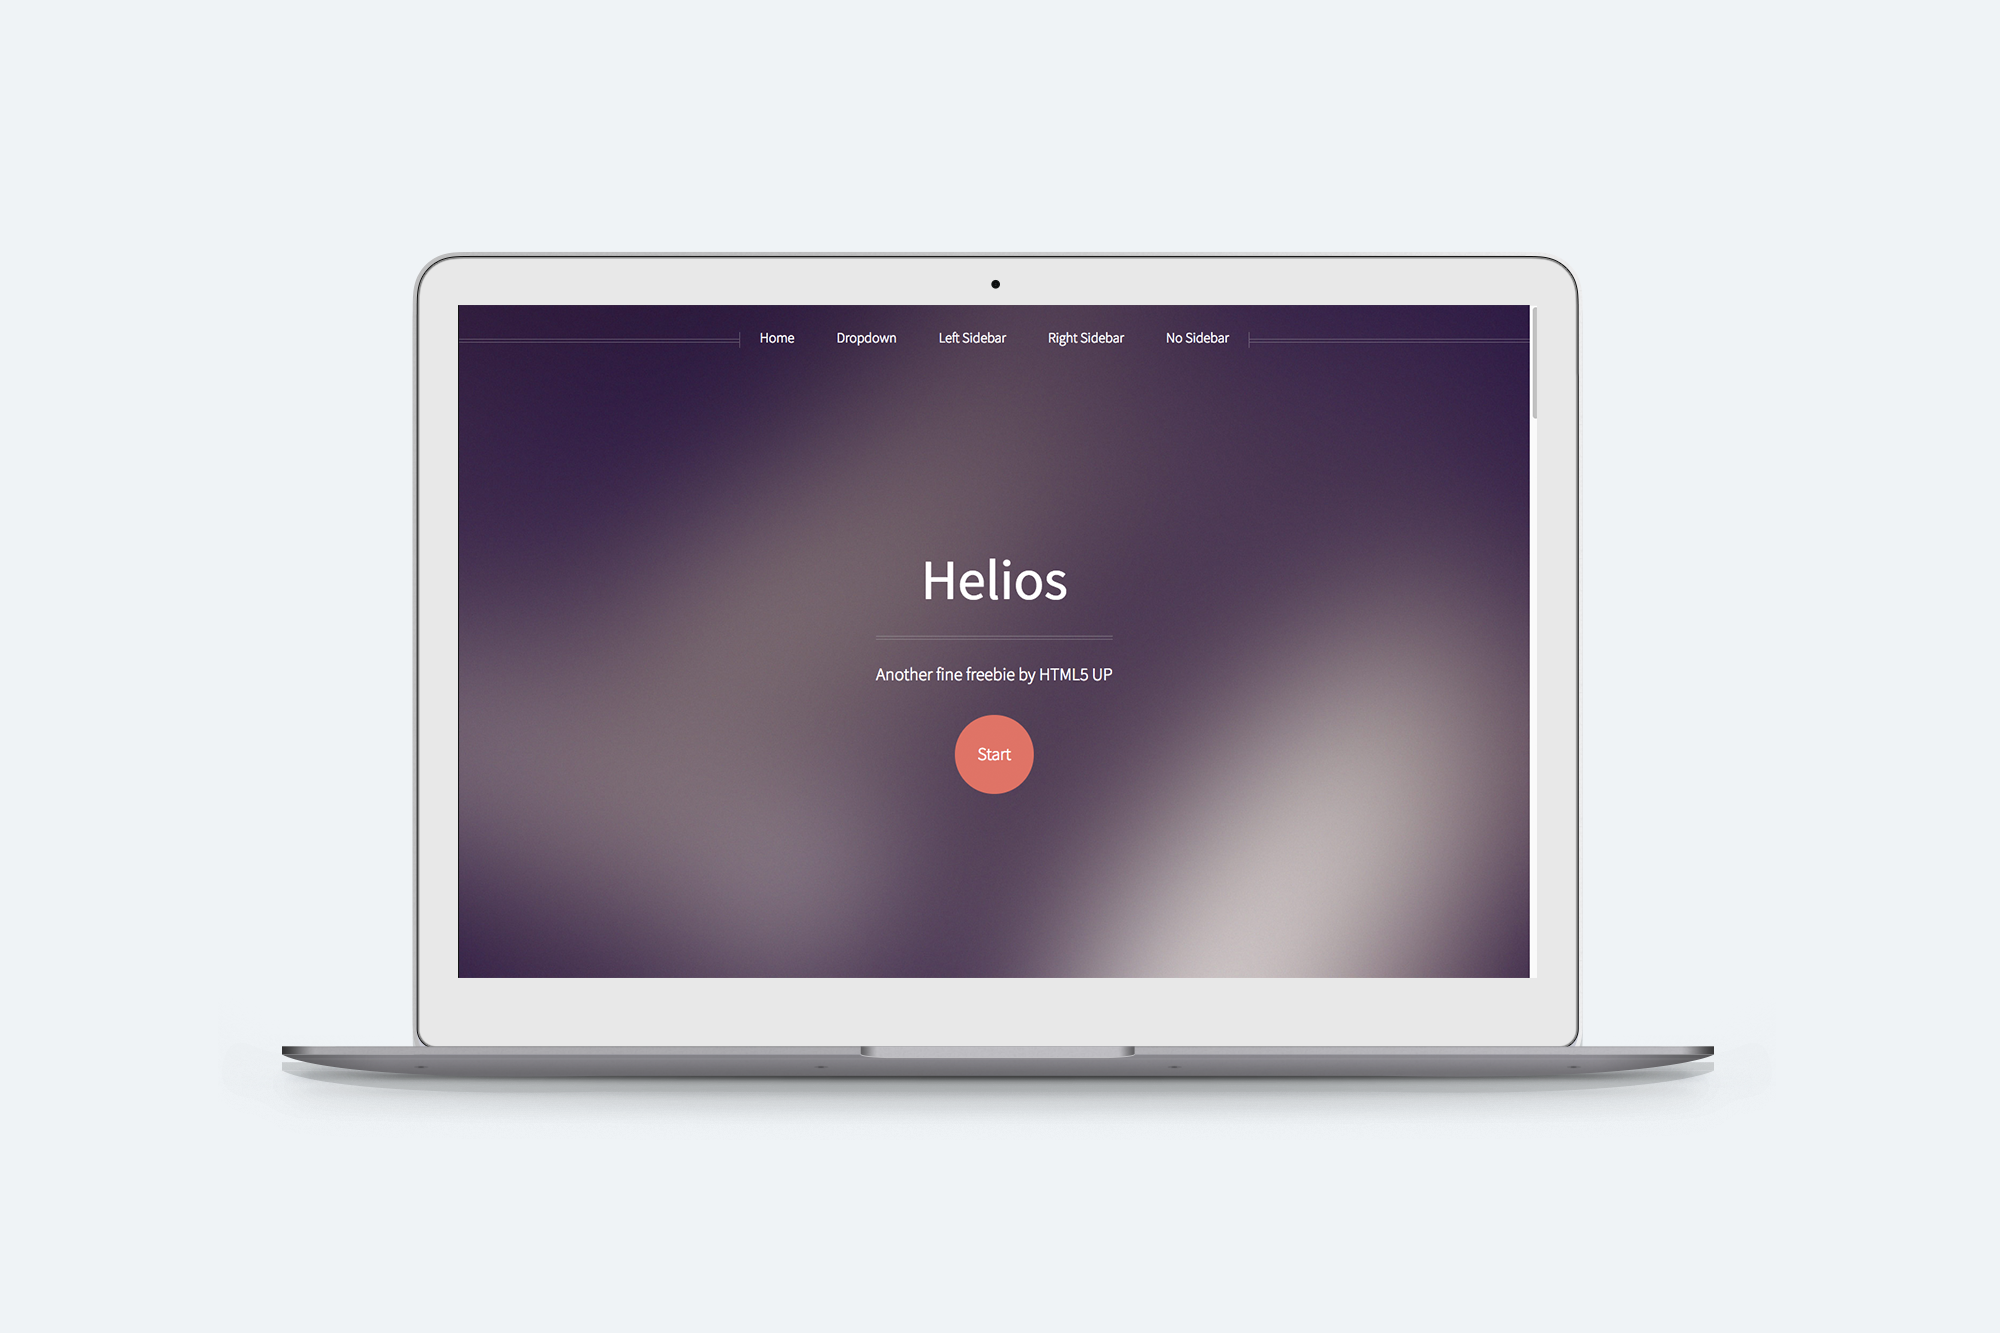 Home Dropdown Left Sidebar Right Sidebar No Sidebar
Helios
Another fine freebie by HTML5 UP
Start